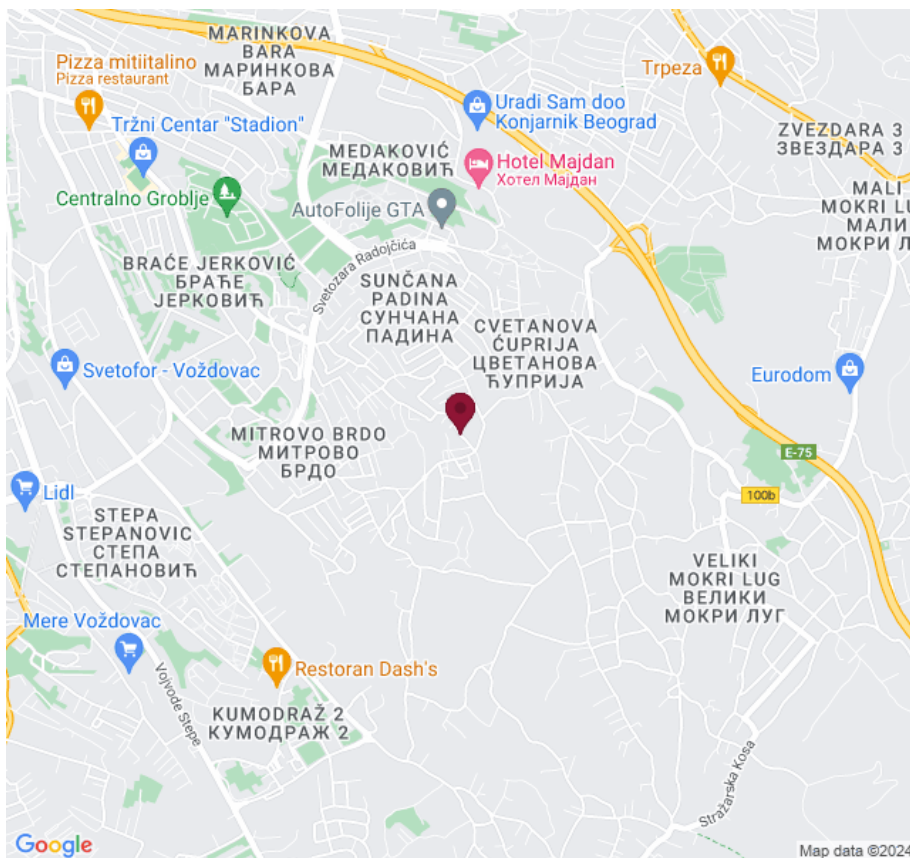 MARINKOVA
BARA
МАРИНКОВА
БАРА
Pizza mitiitalino
Pizza restaurant
Trpeza
Uradi Sam doo
Konjarnik Beograd
Tržni Centar "Stadion"
ZVEZDARA 3
ЗВЕЗДАРА 3
MEDAKOVIĆ
МЕДАКОВИЋ
Hotel Majdan
Хотел Мајдан
Centralno Groblje
AutoFolije GTA
MALI
MOKRI LU
МАЛИ
МОКРИ Л
Svetozara Radojčića
BRAĆE JERKOVIĆ
БРАЋЕ
ЈЕРКОВИЋ
SUNČANA
PADINA
СУНЧАНА
ПАДИНА
CVETANOVA
ĆUPRIJA
ЦВЕТАНОВА
ЋУПРИЈА
Svetofor - Voždovac
Eurodom
MITROVO BRDO
МИТРОВО
БРДО
E-75
Lidl
100b
STEPA
STEPANOVIC
СТЕПА
СТЕПАНОВИЋ
VELIKI
MOKRI LUG
ВЕЛИКИ
МОКРИ ЛУГ
Mere Voždovac
Restoran Dash's
Vojvode Stepe
KUMODRAŽ 2
КУМОДРАЖ 2
Stražarska Kosa
Google
Map data ©2024